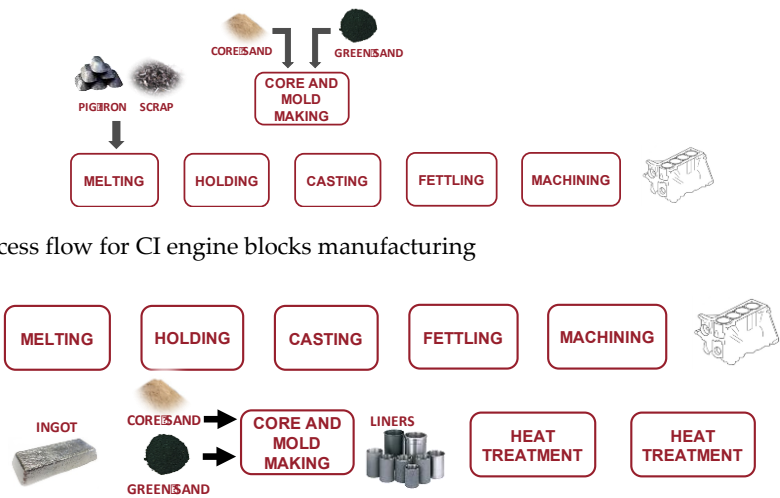 CORE SAND
GREEN SAND
CORE AND
MOLD
MAKING
PIG IRON
SCRAP
MELTING
HOLDING
CASTING
FETTLING
MACHINING
cess flow for CI engine blocks manufacturing
MELTING
HOLDING
CASTING
FETTLING
MACHINING
INGOT
CORE SAND
GREEN SAND
CORE AND
MOLD
MAKING
LINERS
HEAT
TREATMENT
HEAT
TREATMENT